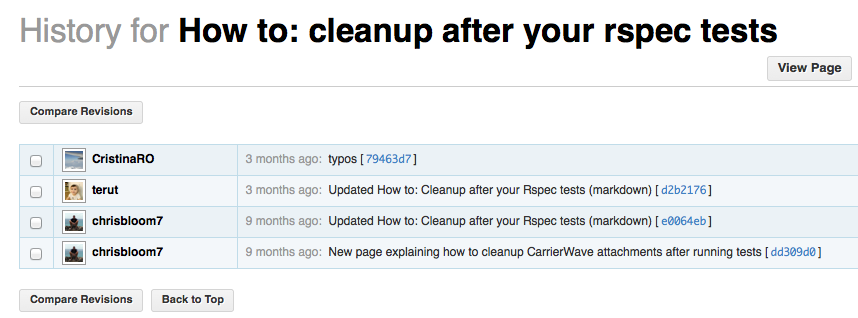 History for How to: cleanup after your rspec tests
View Page
Compare Revisions
CristinaRO 3 months ago: typos [79463d7]
terut 3 months ago: Updated How to: Cleanup after your Rspec tests (markdown) [d2b2176]
chrisbloom7 9 months ago: Updated How to: Cleanup after your Rspec tests (markdown) [e0064eb]
chrisbloom7 9 months ago: New page explaining how to cleanup CarrierWave attachments after running tests [dd309d0]
Compare Revisions Back to Top